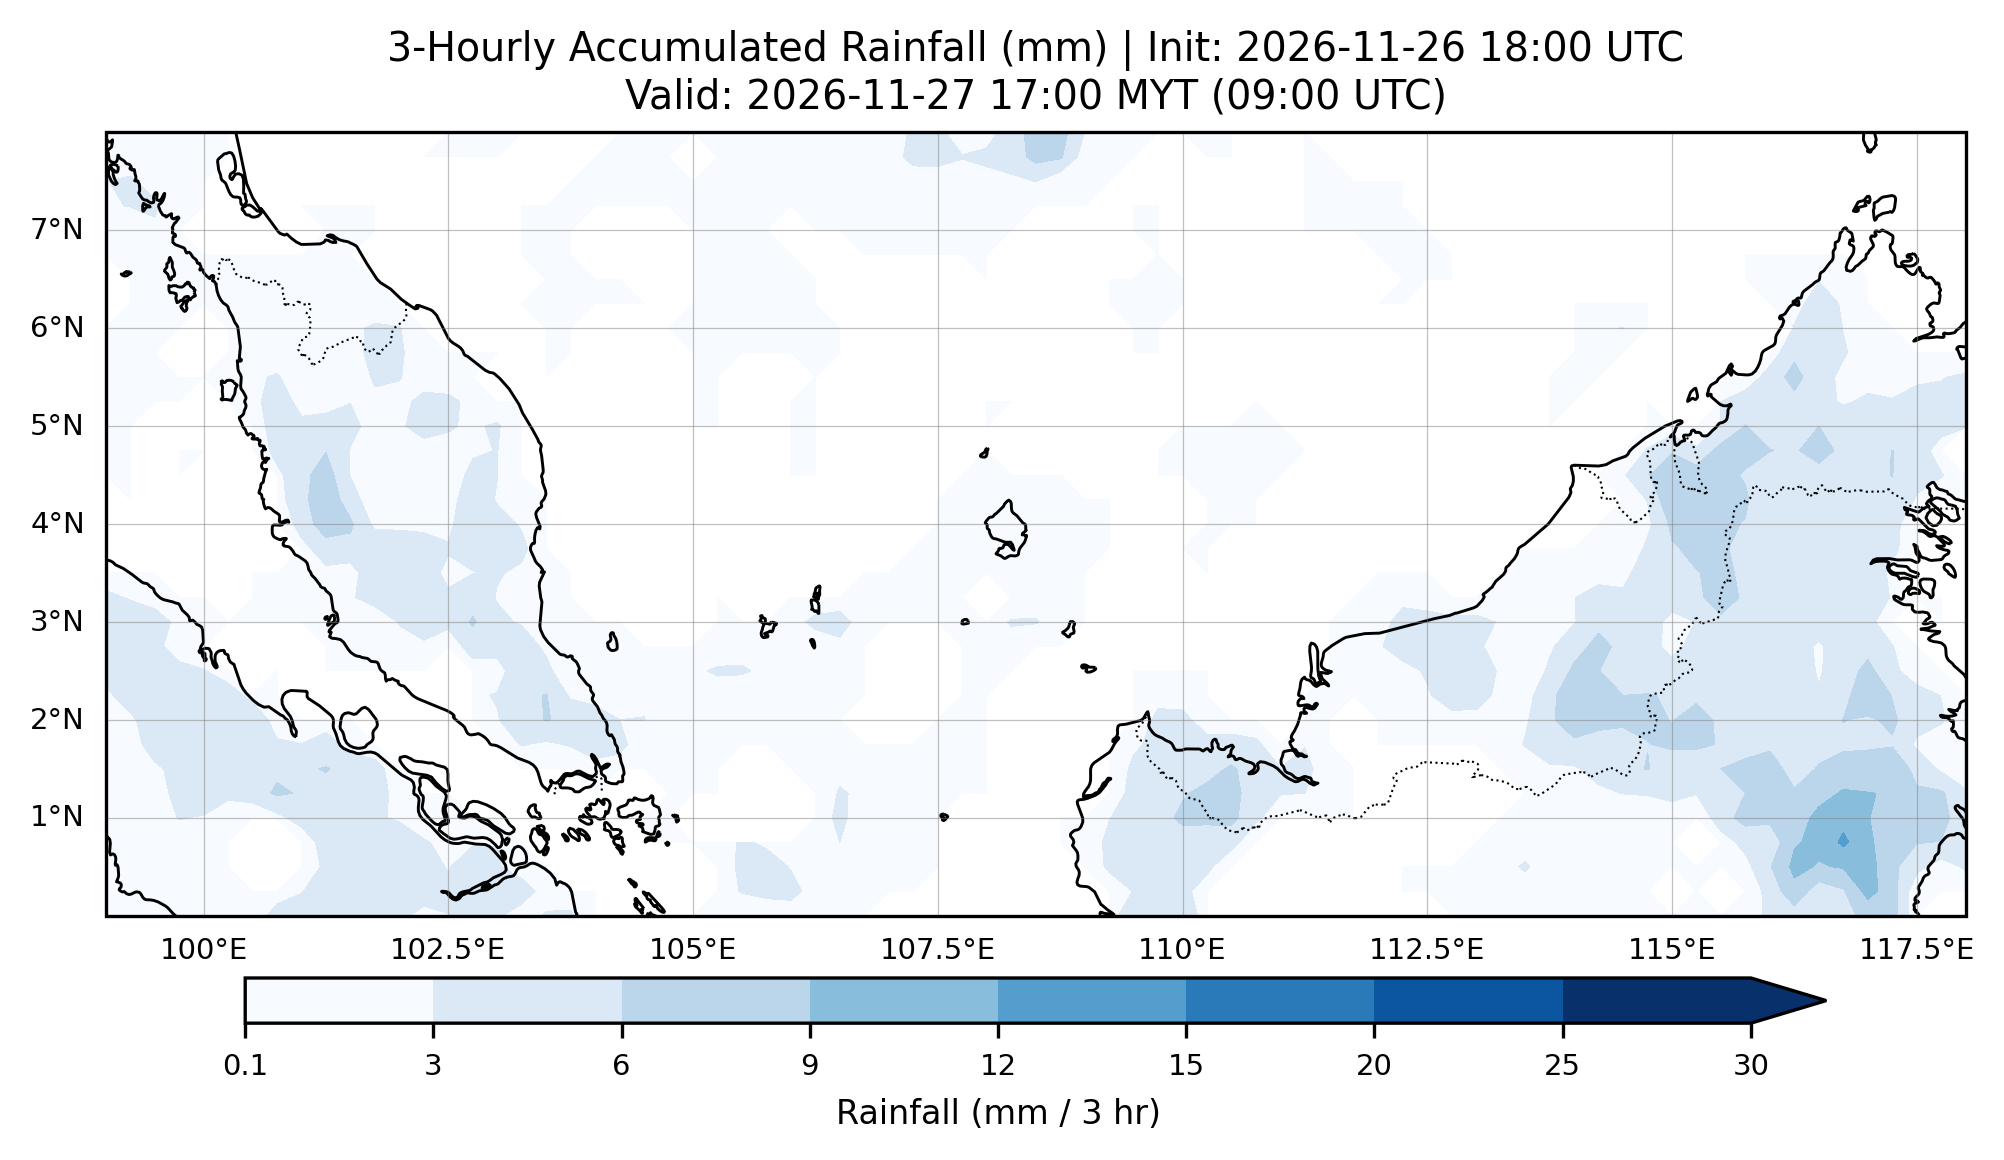 3-Hourly Accumulated Rainfall (mm) | Init: 2026-11-26 18:00 UTC
Valid: 2026-11-27 17:00 MYT (09:00 UTC)
7°N
6°N
5°N
4°N
3°N
2°N
1°N
100°E 102.5°E 105°E 107.5°E 110°E 112.5°E 115°E 117.5°E
0.1 3 6 9 12 15 20 25 30
Rainfall (mm / 3 hr)